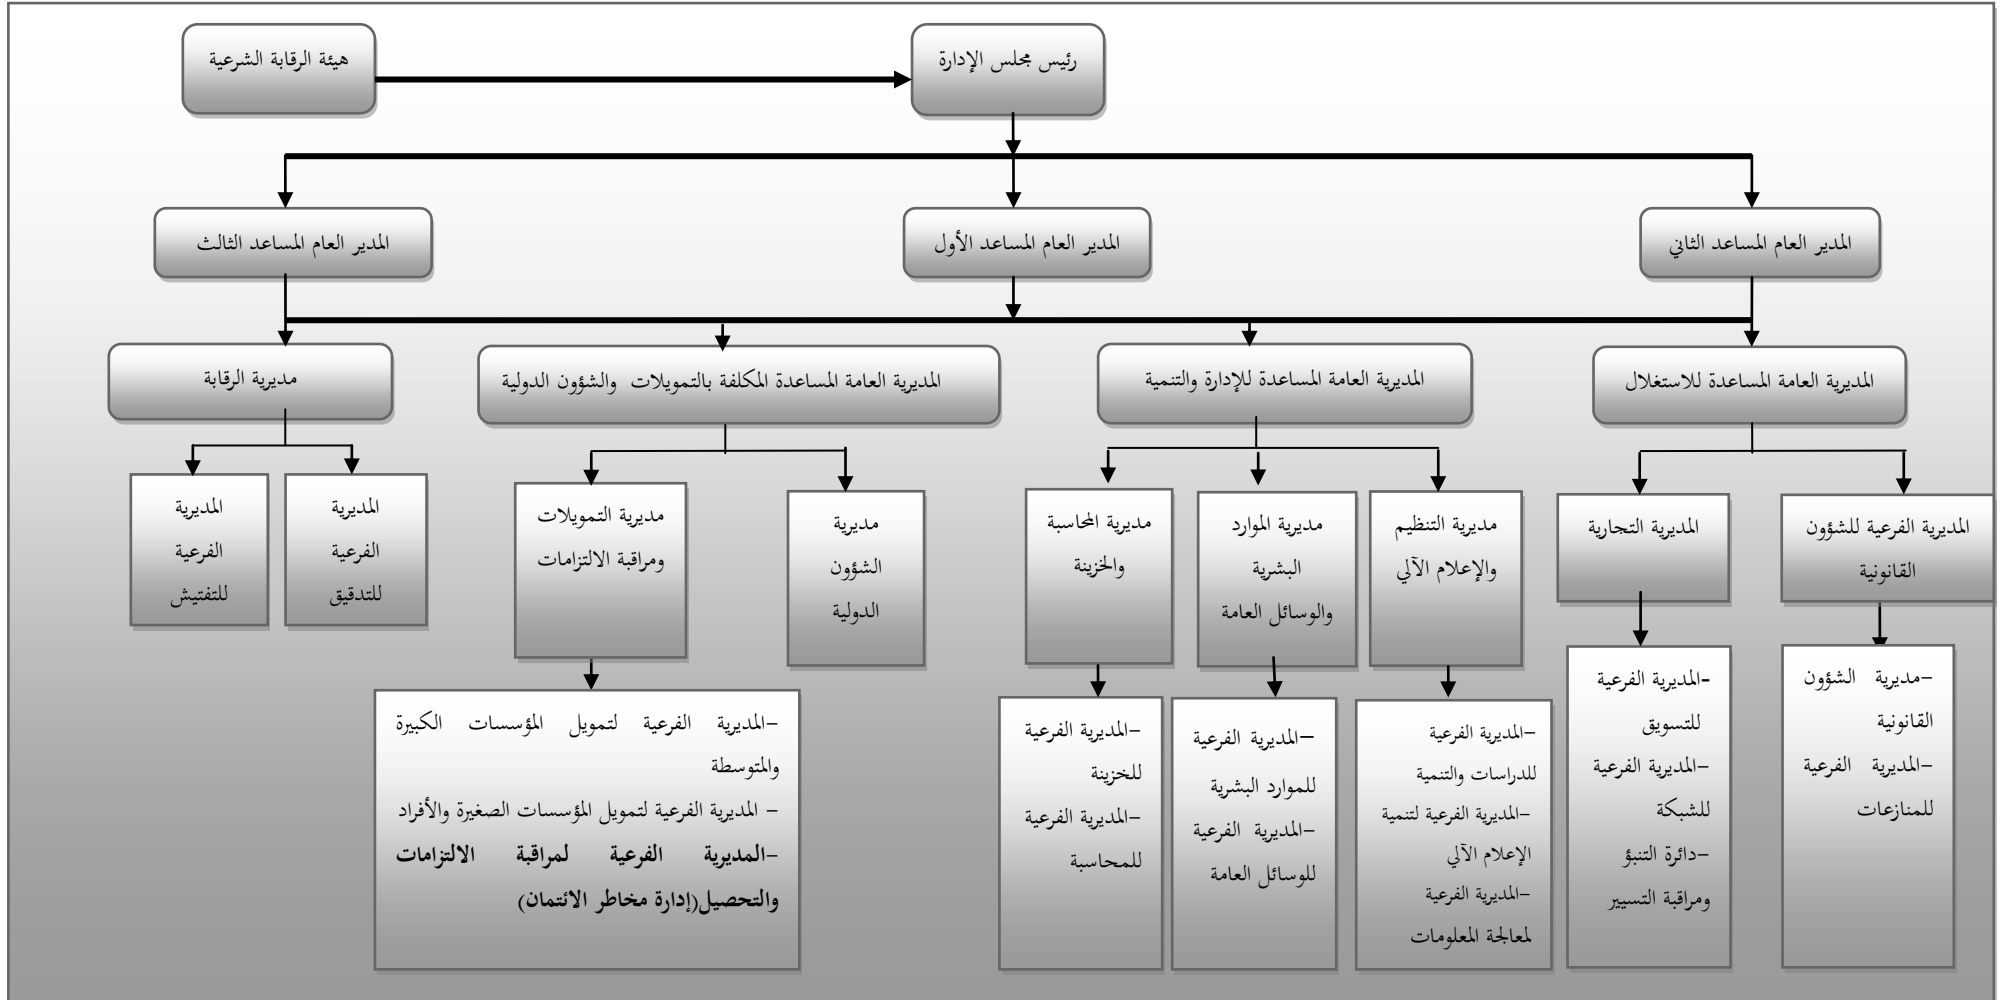 رئيس مجلس الإدارة
هيئة الرقابة الشرعية
المدير العام المساعد الثاني
المدير العام المساعد الأول
المدير العام المساعد الثالث
المديرية العامة المساعدة للاستغلال
المديرية العامة المساعدة للإدارة والتنمية
المديرية العامة المساعدة المكلفة بالتمويلات والشؤون الدولية
مديرية الرقابة
المديرية الفرعية للشؤون
القانونية
المديرية التجارية
مديرية التنظيم
والإعلام الآلي
مديرية الموارد
البشرية
والوسائل العامة
مديرية المحاسبة
والخزينة
مديرية
الشؤون
الدولية
مديرية التمويلات
ومراقبة الالتزامات
المديرية
الفرعية
للتدقيق
المديرية
الفرعية
للتفتيش
-مديرية الشؤون
القانونية
-المديرية الفرعية
للمنازعات
-المديرية الفرعية
للتسويق
-المديرية الفرعية
للشبكة
-دائرة التنبؤ
ومراقبة التسيير
-المديرية الفرعية
للدراسات والتنمية
-المديرية الفرعية لتنمية
الإعلام الآلي
-المديرية الفرعية
لمعالجة المعلومات
-المديرية الفرعية
للموارد البشرية
-المديرية الفرعية
للوسائل العامة
-المديرية الفرعية
للخزينة
-المديرية الفرعية
للمحاسبة
-المديرية الفرعية لتمويل المؤسسات الكبيرة
والمتوسطة
- المديرية الفرعية لتمويل المؤسسات الصغيرة والأفراد
-المديرية الفرعية لمراقبة الالتزامات
والتحصيل(إدارة مخاطر الائتمان)